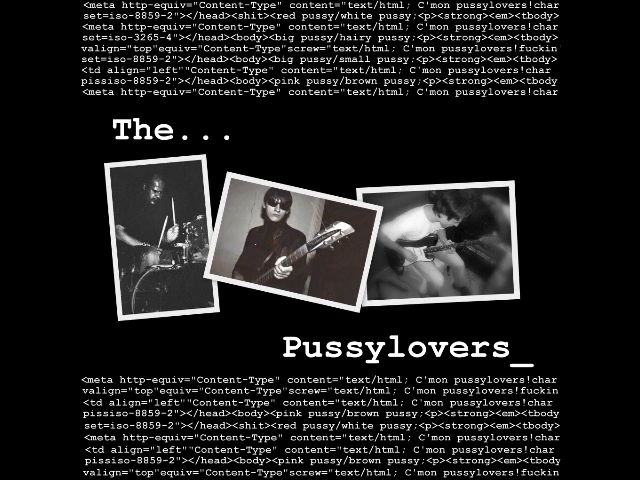 <meta http-equiv="Content-Type" content="text/html; C'mon pussylovers!char
set=iso-8859-2"></head><shit><red pussy/white pussy;<p><strong><em><tbody>
<meta http-equiv="Content-Type" content="text/html; C'mon pussylovers!char
set=iso-3265-4"></head><body><big pussy/hairy pussy;<p><strong><em><tbody>
valign="top"equiv="Content-Type"screw="text/html; C'mon pussylovers!fuckin'
set=iso-8859-2"></head><body><big pussy/small pussy;<p><strong><em><tbody>
<td align="left""Content-Type" content="text/html; C'mon pussylovers!char
pissiso-8859-2"></head><body><pink pussy/brown pussy;<p><strong><em><tbody>
<meta http-equiv="Content-Type" content="text/html; C'mon pussylovers!char
The...
Pussylovers_
<meta http-equiv="Content-Type" content="text/html; C'mon pussylovers!char
valign="top"equiv="Content-Type"screw="text/html; C'mon pussylovers!fuckin
<td align="left""Content-Type" content="text/html; C'mon pussylovers!char
pissiso-8859-2"></head><body><pink pussy/brown pussy;<p><strong><em><tbody
set=iso-8859-2"></head><shit><red pussy/white pussy;<p><strong><em><tbody>
<meta http-equiv="Content-Type" content="text/html; C'mon pussylovers!char
<td align="left""Content-Type" content="text/html; C'mon pussylovers!char
pissiso-8859-2"></head><body><pink pussy/brown pussy;<p><strong><em><tbody
valign="top"equiv="Content-Type"screw="text/html; C'mon pussylovers!fuckin